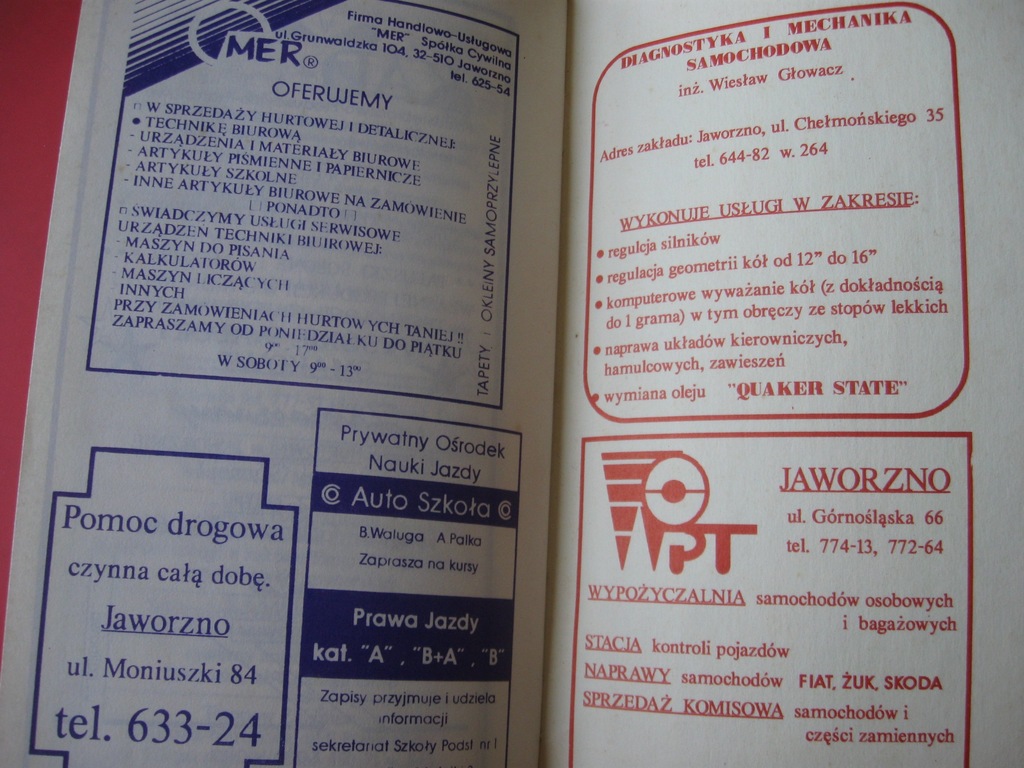 MER®
Firma Handlowo-Usługowa
"MER" Spółka Cywilna
ul.Grunwaldzka 104, 32-510 Jaworzno
tel. 625-54
OFERUJEMY
□ W SPRZEDAŻY HURTOWEJ I DETALICZNEJ:
• TECHNIKĘ BIUROWĄ
- URZĄDZENIA I MATERIAŁY BIUROWE
- ARTYKUŁY PIŚMIENNE I PAPIERNICZE
- ARTYKUŁY SZKOLNE
- INNE ARTYKUŁY BIUROWE NA ZAMÓWIENIE
□ PONADTO □
□ ŚWIADCZYMY USŁUGI SERWISOWE
URZĄDZEŃ TECHNIKI BIUIROWEJ:
- MASZYN DO PISANIA
- KALKULATORÓW
- MASZYN LICZĄCYCH
- INNYCH
PRZY ZAMÓWIENIACH HURTOWYCH TANIEJ !!
ZAPRASZAMY OD PONIEDZIAŁKU DO PIĄTKU
9⁰⁰ - 17⁰⁰
W SOBOTY 9⁰⁰ - 13⁰⁰
TAPETY I OKLEINY SAMOPRZYLEPNE
Pomoc drogowa
czynna całą dobę.
Jaworzno
ul. Moniuszki 84
tel. 633-24
Prywatny Ośrodek
Nauki Jazdy
© Auto Szkoła ©
B.Waluga A Palka
Zaprasza na kursy
Prawa Jazdy
kat. "A" , "B+A" , "B"
Zapisy przyjmuje i udziela
informacji
sekretariat Szkoły Podst nr 1
DIAGNOSTYKA I MECHANIKA
SAMOCHODOWA
inż. Wiesław Głowacz
Adres zakładu: Jaworzno, ul. Chełmońskiego 35
tel. 644-82 w. 264
WYKONUJE USŁUGI W ZAKRESIE:
• regulcja silników
• regulacja geometrii kół od 12" do 16"
• komputerowe wyważanie kół (z dokładnością
do 1 grama) w tym obręczy ze stopów lekkich
• naprawa układów kierowniczych,
hamulcowych, zawieszeń
• wymiana oleju "QUAKER STATE"
PT
JAWORZNO
ul. Górnośląska 66
tel. 774-13, 772-64
WYPOŻYCZALNIA samochodów osobowych
i bagażowych
STACJA kontroli pojazdów
NAPRAWY samochodów FIAT, ŻUK, SKODA
SPRZEDAŻ KOMISOWA samochodów i
części zamiennych